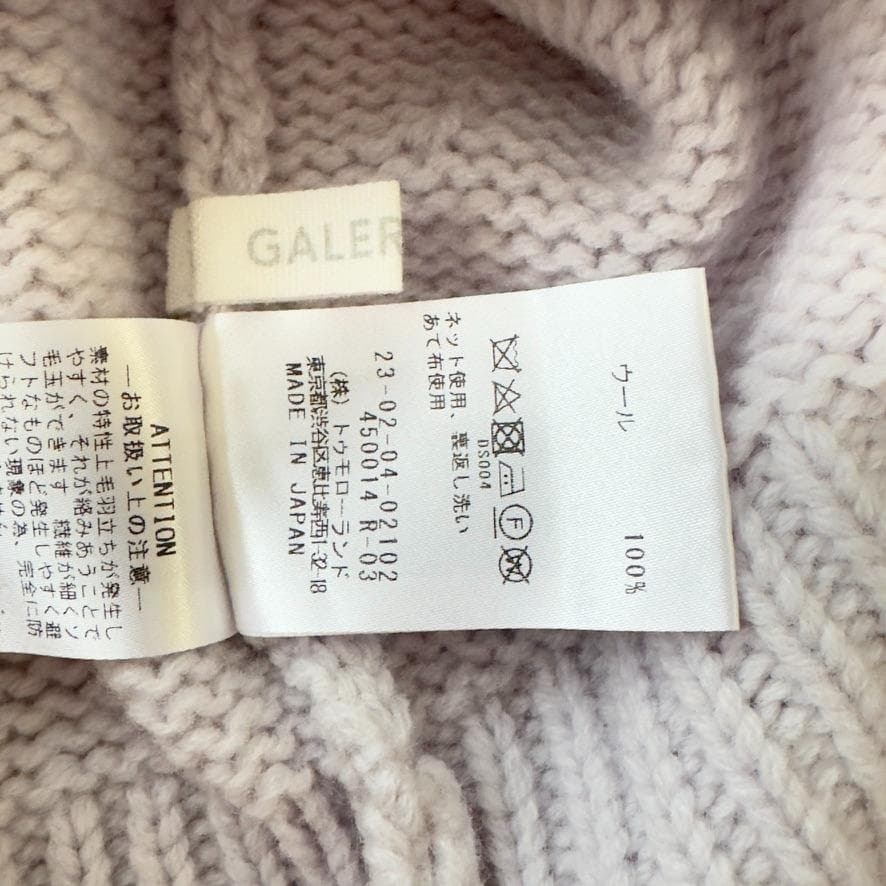 GALER
ウール 100%
DS004
ネット使用、裏返し洗い
あて布使用
23-02-04-02102
450014 R-03
(株)トゥモローランド
東京都渋谷区恵比寿西1-32-18
MADE IN JAPAN
ATTENTION
―お取扱い上の注意―
素材の特性上毛羽立ちが発生し
やすく、それが絡みあうことで
毛玉ができます 繊維が細くソ
フトなものほど発生しやすく避
けられない現象の為、完全に防